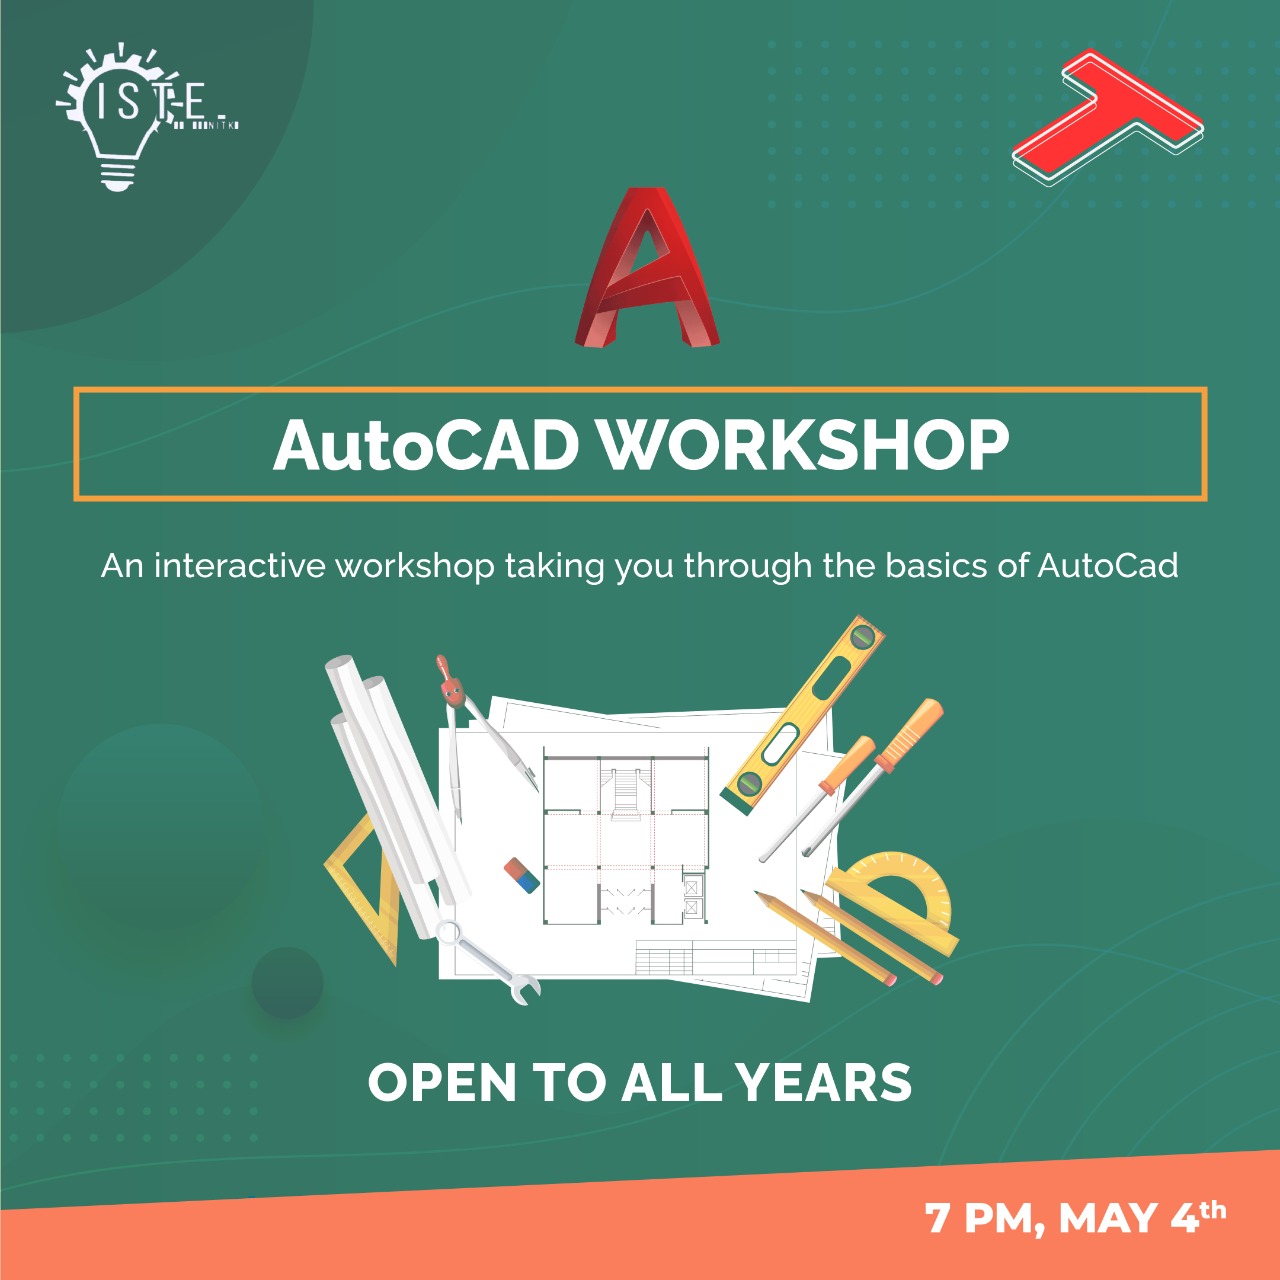 ISTE
NITK
AutoCAD WORKSHOP
An interactive workshop taking you through the basics of AutoCad
OPEN TO ALL YEARS
7 PM, MAY 4th